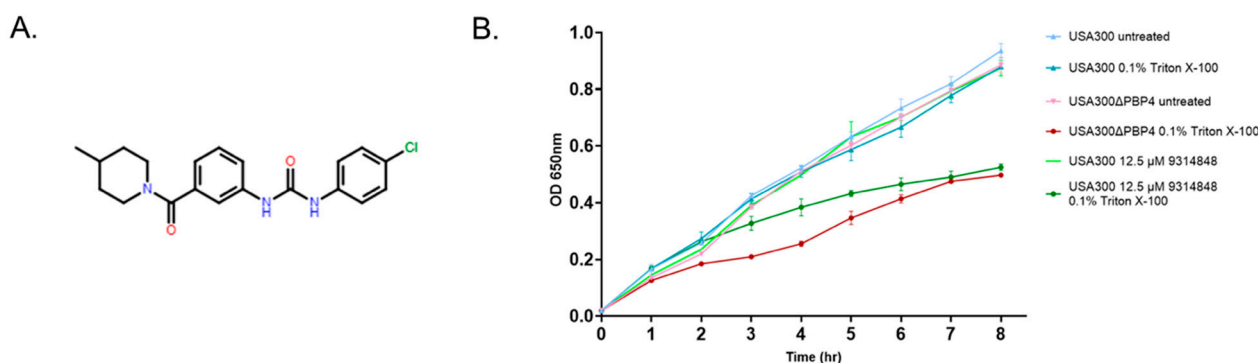 A.
B.
Cl
O
N
O
NH
NH
OD 650nm
1.0
0.8
0.6
0.4
0.2
0.0
0 1 2 3 4 5 6 7 8
Time (hr)
USA300 untreated
USA300 0.1% Triton X-100
USA300ΔPBP4 untreated
USA300ΔPBP4 0.1% Triton X-100
USA300 12.5 µM 9314848
USA300 12.5 µM 9314848
0.1% Triton X-100